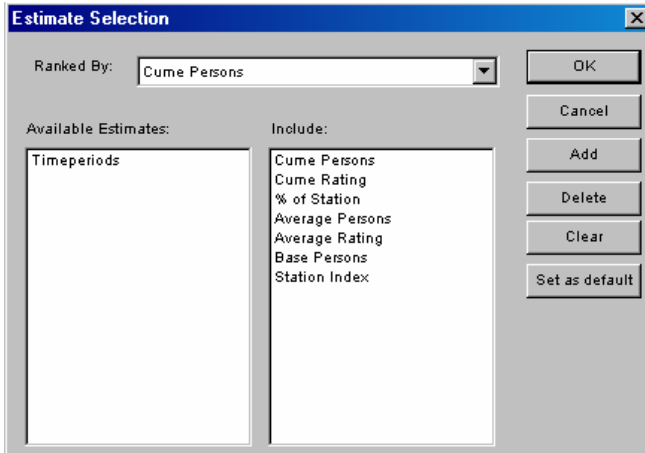 Estimate Selection
Ranked By:
Cume Persons
OK
Cancel
Add
Delete
Clear
Set as default
Available Estimates:
Timeperiods
Include:
Cume Persons
Cume Rating
% of Station
Average Persons
Average Rating
Base Persons
Station Index